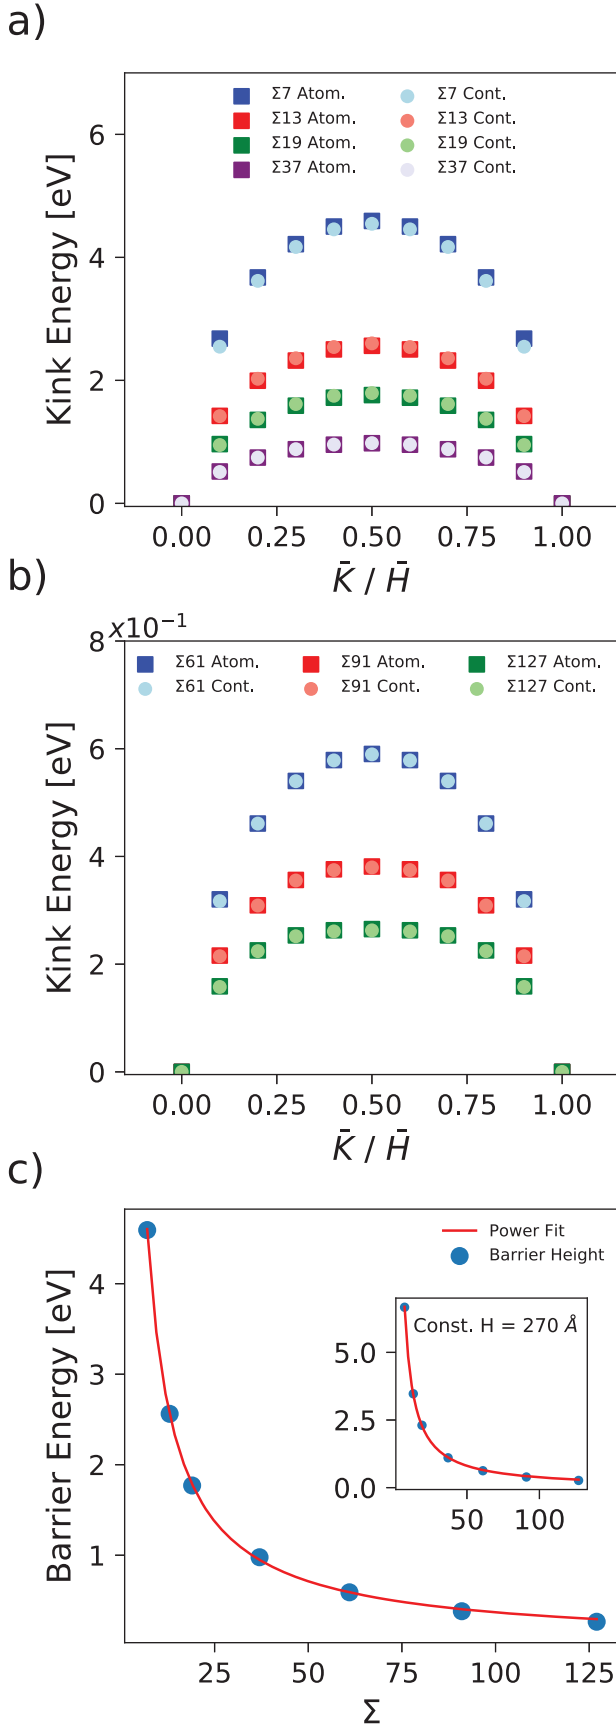 a)
Σ7 Atom. Σ7 Cont.
Σ13 Atom. Σ13 Cont.
Σ19 Atom. Σ19 Cont.
Σ37 Atom. Σ37 Cont.
Kink Energy [eV]
6
4
2
0
0.00 0.25 0.50 0.75 1.00
K̄ / H̄
b)
x10⁻¹
Σ61 Atom. Σ91 Atom. Σ127 Atom.
Σ61 Cont. Σ91 Cont. Σ127 Cont.
Kink Energy [eV]
8
6
4
2
0
0.00 0.25 0.50 0.75 1.00
K̄ / H̄
c)
Power Fit
Barrier Height
Barrier Energy [eV]
4
3
2
1
Const. H = 270 Å
5.0
2.5
0.0
50 100
25 50 75 100 125
Σ